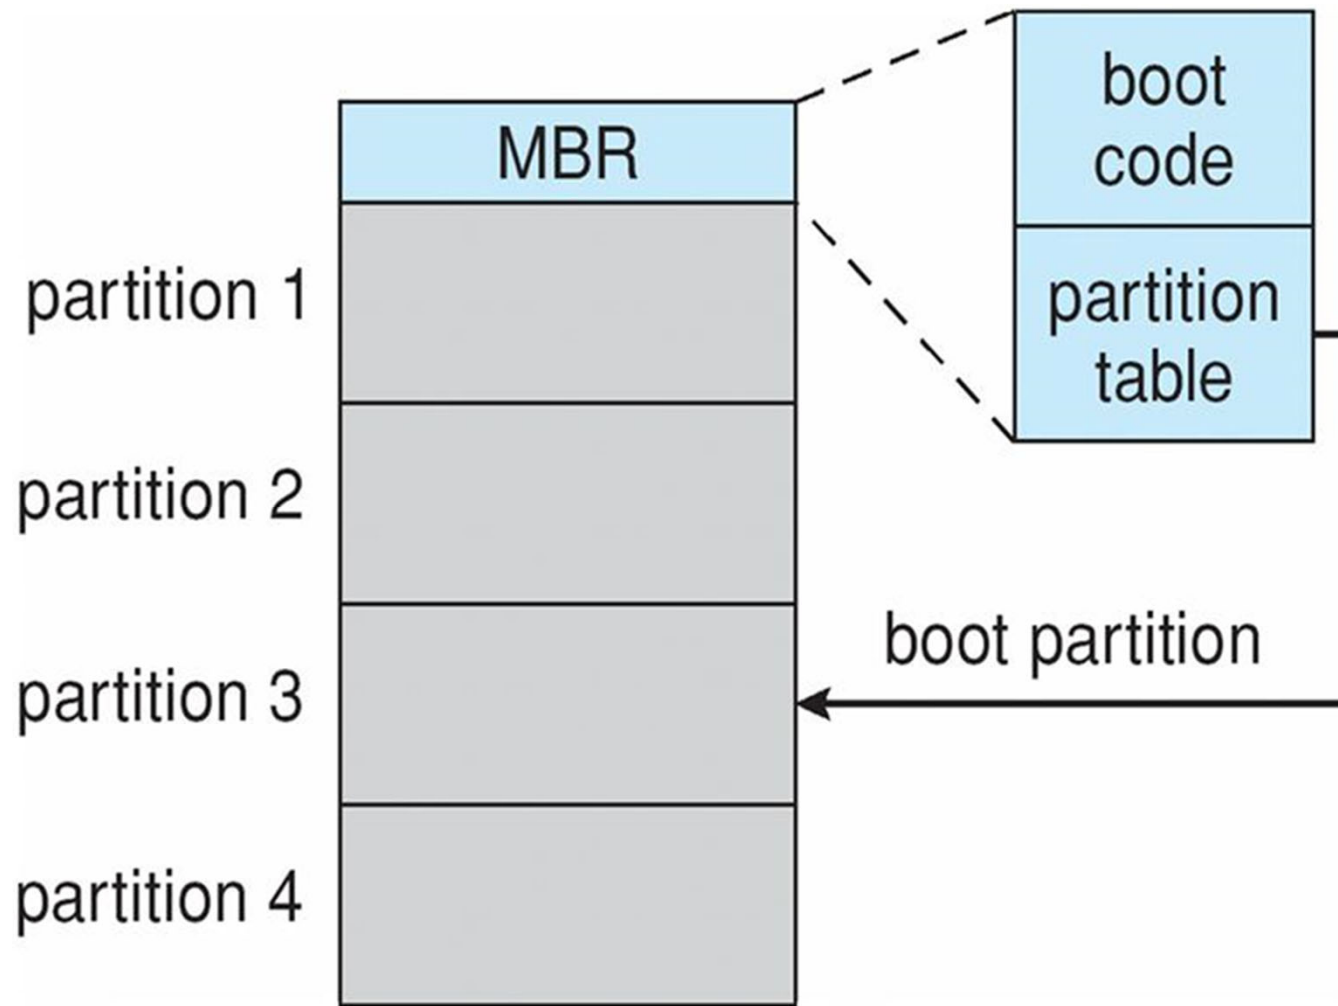 boot
code
MBR
partition 1
partition
table
partition 2
boot partition
partition 3
partition 4